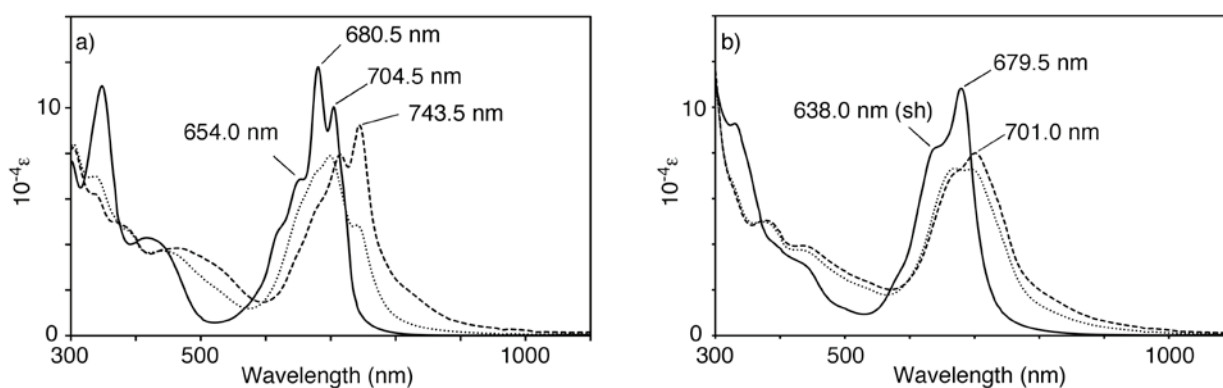 a)
680.5 nm
704.5 nm
743.5 nm
654.0 nm
10
0
10⁻⁴ε
300
500
1000
Wavelength (nm)
b)
679.5 nm
638.0 nm (sh)
701.0 nm
10
0
10⁻⁴ε
300
500
1000
Wavelength (nm)